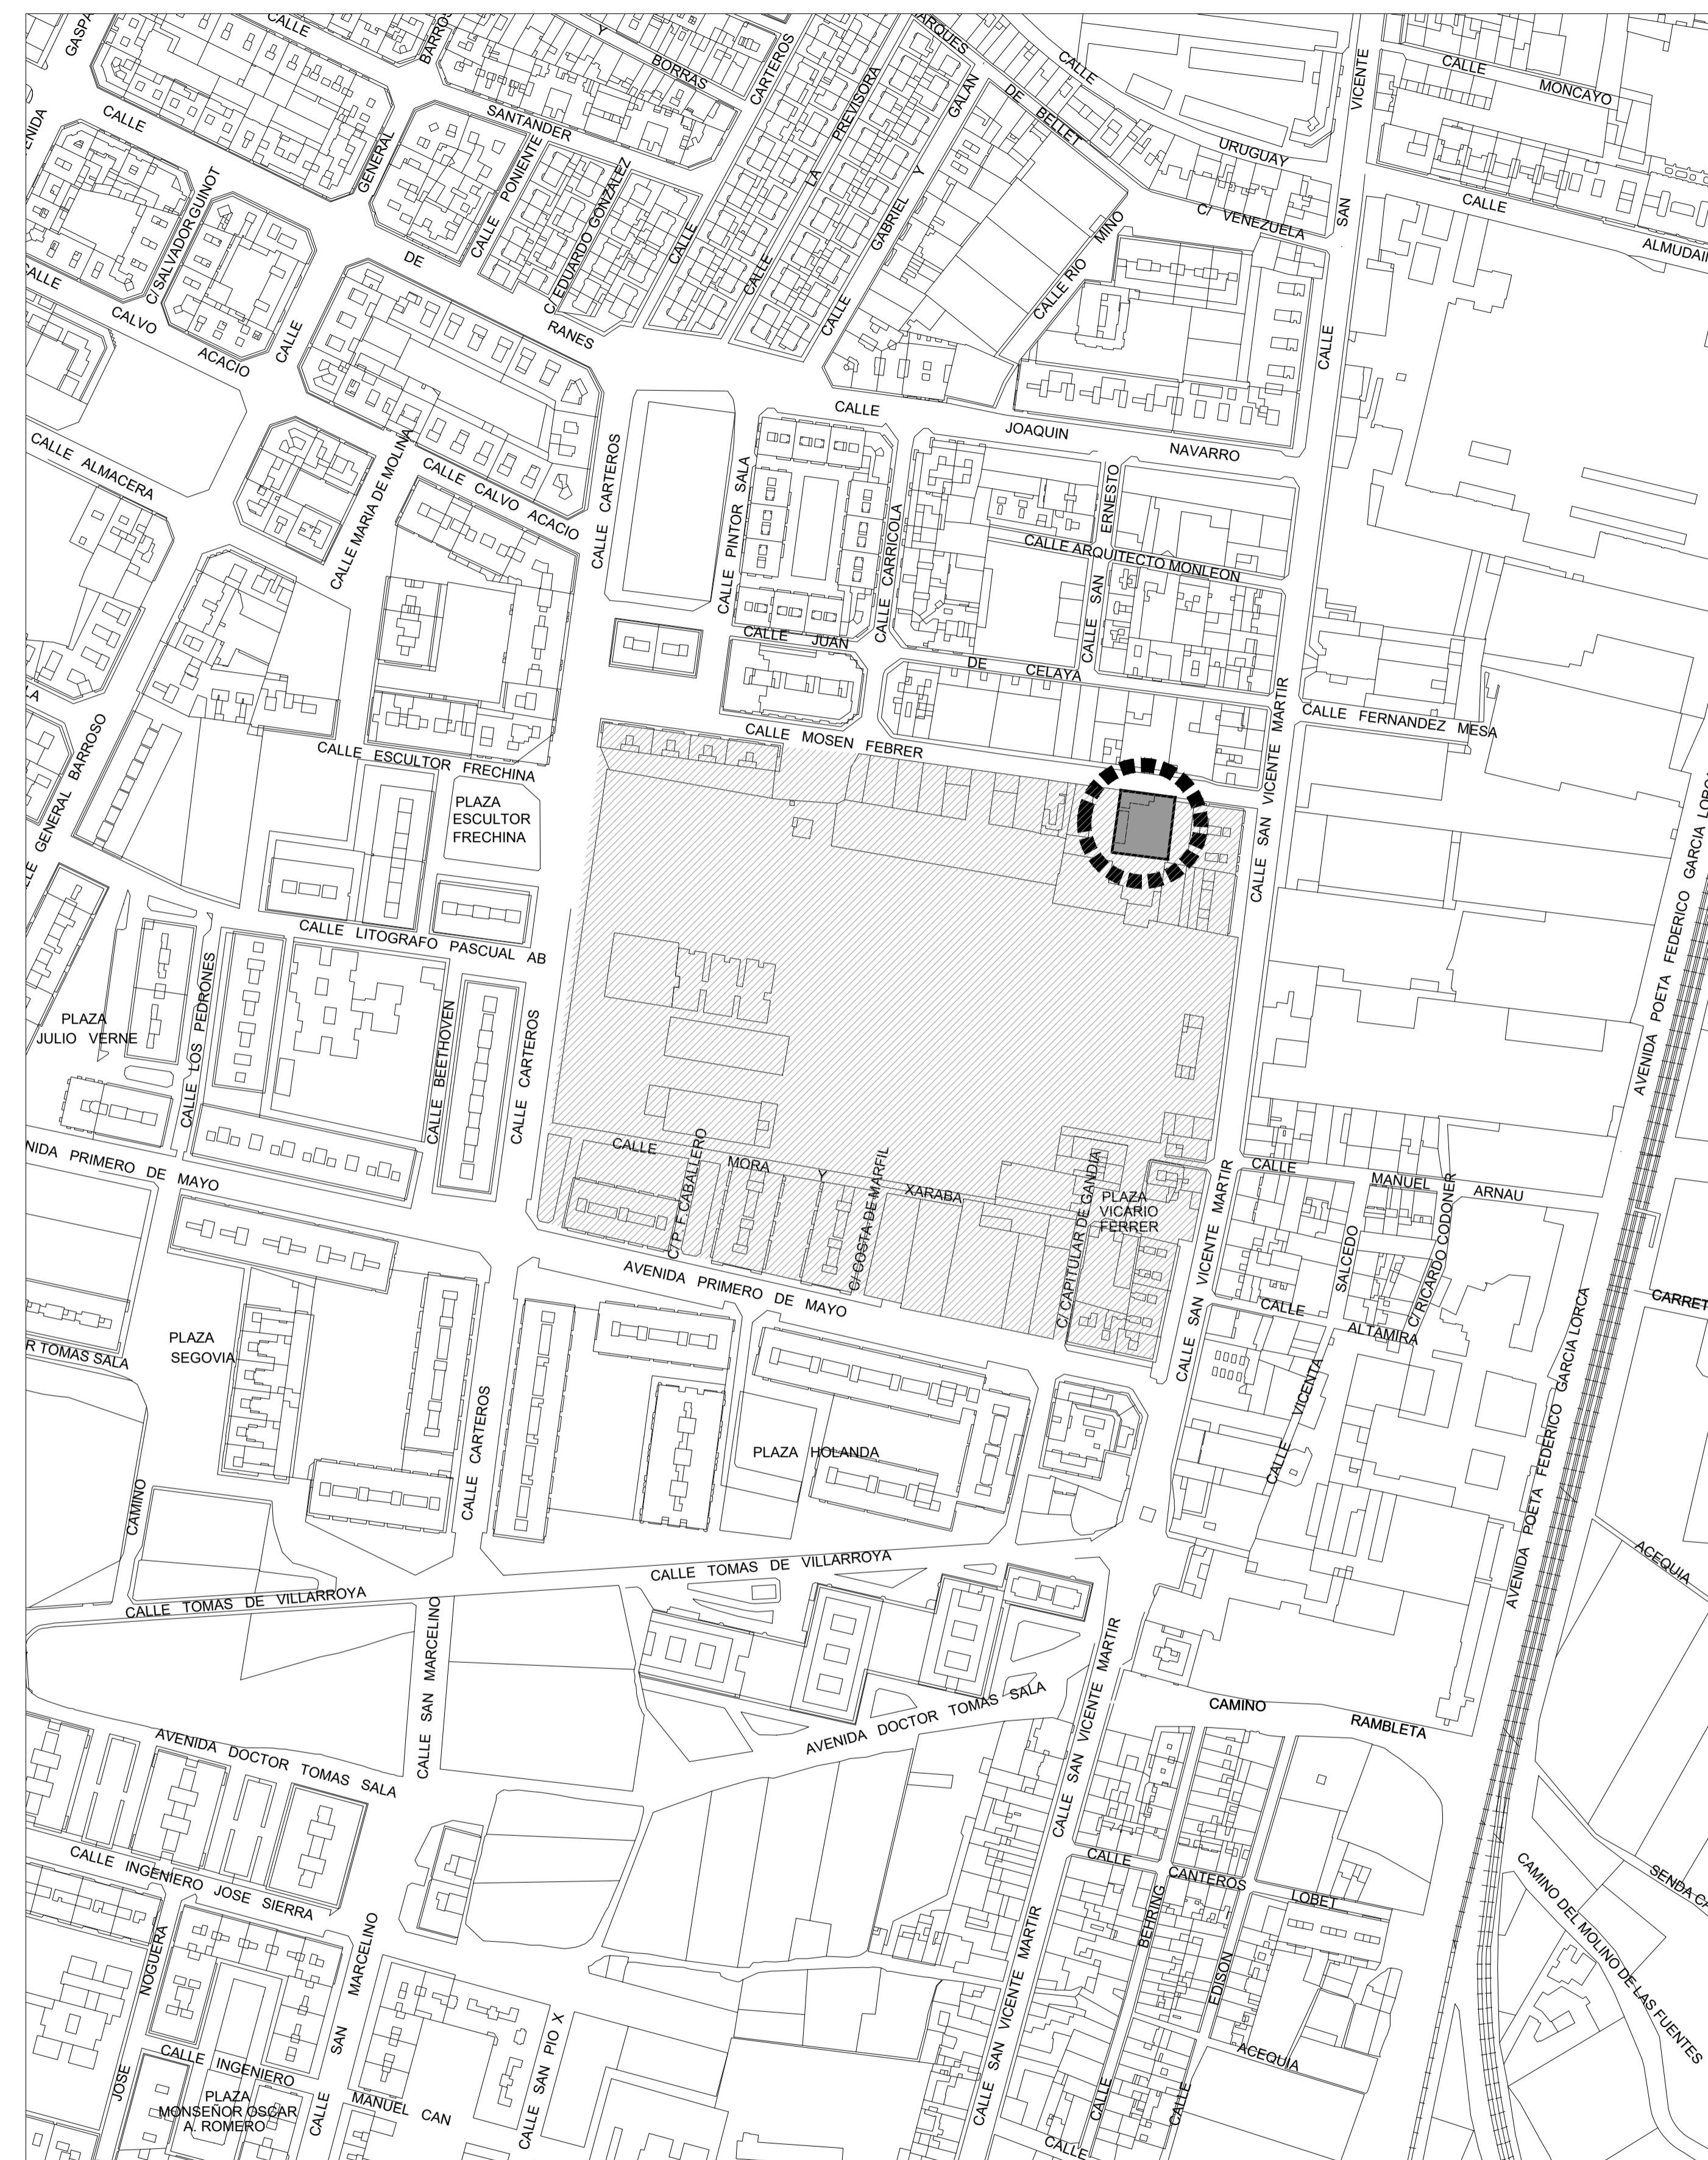 CALLE
BARROS
Y
BORRAS
CARTEROS
CALLE
VICENTE
CALLE
MONCAYO
CALLE
SANTANDER
GENERAL
CALLE PONIENTE
LA
PREVISORA
GABRIEL Y GALAN
DE BELLET
URUGUAY
C/ VENEZUELA
SAN
CALLE
C/ SALVADOR GUINOT
DE
C/ EDUARDO GONZALEZ
CALLE
CALLE
CALLE
CALLE RIO
MINO
CALLE
CALVO
ACACIO
CALLE
RANES
CALLE ALMACERA
CALLE MARIA DE MOLINA
CALLE CALVO ACACIO
CALLE CARTEROS
CALLE
JOAQUIN
NAVARRO
CALLE PINTOR SALA
CALLE CARRICOLA
CALLE SAN ERNESTO
CALLE ARQUITECTO MONLEON
CALLE JUAN
DE CELAYA
CALLE MOSEN FEBRER
CALLE SAN VICENTE MARTIR
CALLE FERNANDEZ MESA
GENERAL BARROSO
CALLE ESCULTOR FRECHINA
PLAZA
ESCULTOR
FRECHINA
CALLE LITOGRAFO PASCUAL AB
PLAZA
JULIO VERNE
CALLE LOS PEDRONES
CALLE BEETHOVEN
CALLE CARTEROS
AVENIDA POETA FEDERICO GARCIA LORCA
NIDA PRIMERO DE MAYO
CALLE
MORA
Y
XARABA
C/ P. F. CABALLERO
C/ COSTA DE MARFIL
C/ CAPITULAR DE GANDIA
PLAZA
VICARIO
FERRER
CALLE SAN VICENTE MARTIR
CALLE
MANUEL
ARNAU
SALCEDO
C/ RICARDO CODOÑER
AVENIDA PRIMERO DE MAYO
CALLE
ALTAMIRA
CARRET
R TOMAS SALA
PLAZA
SEGOVIA
CALLE CARTEROS
PLAZA HOLANDA
CALLE VICENTA
AVENIDA POETA FEDERICO GARCIA LORCA
CAMINO
ACEQUIA
CALLE TOMAS DE VILLARROYA
CALLE TOMAS DE VILLARROYA
CALLE SAN MARCELINO
CALLE SAN VICENTE MARTIR
AVENIDA DOCTOR TOMAS SALA
CAMINO
RAMBLETA
AVENIDA DOCTOR TOMAS SALA
CALLE INGENIERO JOSE SIERRA
CALLE
CANTEROS
LOBET
SENDA CA
CAMINO DEL MOLINO DE LAS FUENTES
JOSE NOGUERA
CALLE SAN MARCELINO
CALLE SAN VICENTE MARTIR
CALLE BEHRING
CALLE EDISON
CALLE SAN PIO X
ACEQUIA
CALLE INGENIERO
MANUEL CAN
PLAZA
MONSEÑOR OSCAR
A. ROMERO
CALLE